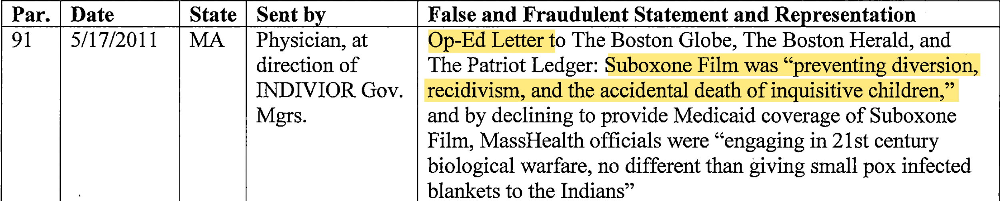 Par. Date State Sent by False and Fraudulent Statement and Representation
91 5/17/2011 MA Physician, at Op-Ed Letter to The Boston Globe, The Boston Herald, and
direction of The Patriot Ledger: Suboxone Film was “preventing diversion,
INDIVIOR Gov. recidivism, and the accidental death of inquisitive children,”
Mgrs. and by declining to provide Medicaid coverage of Suboxone
Film, MassHealth officials were “engaging in 21st century
biological warfare, no different than giving small pox infected
blankets to the Indians”